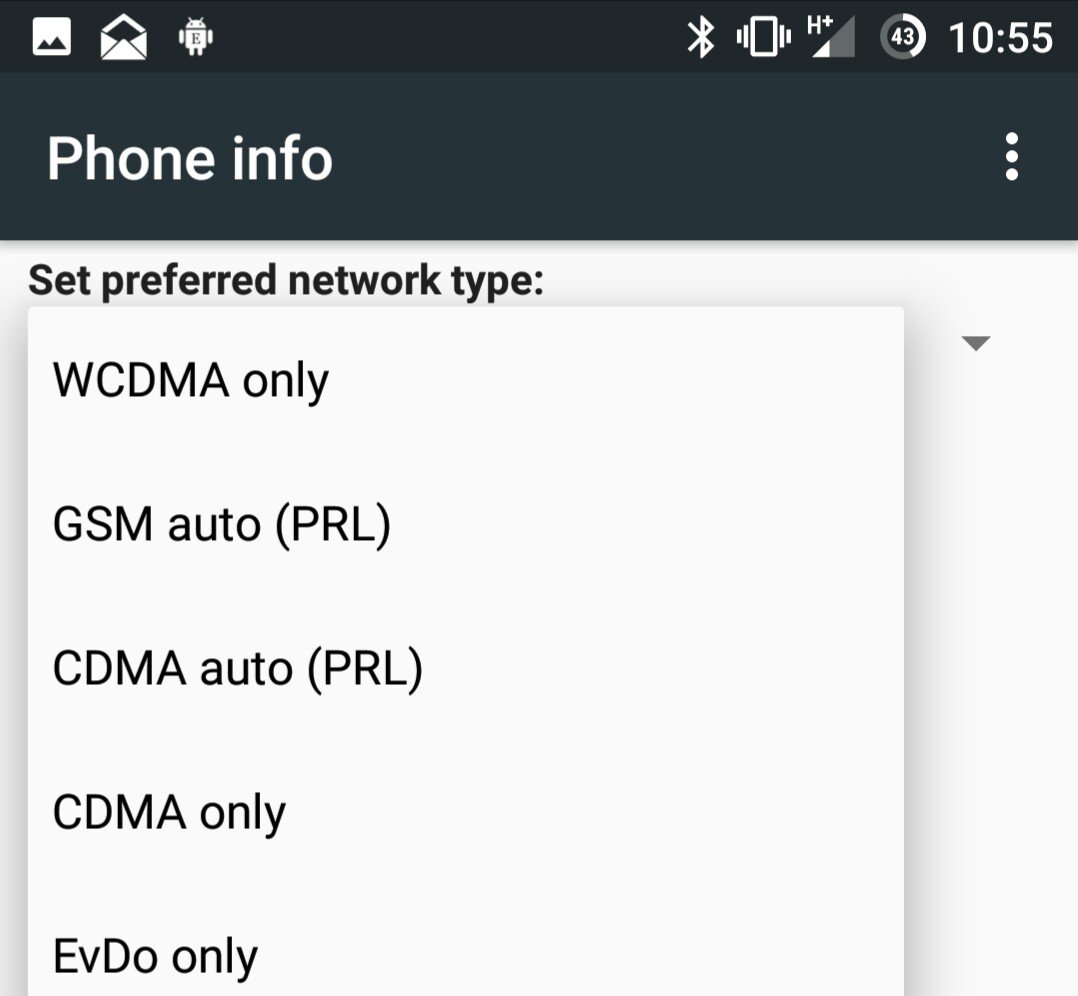 H+ 43 10:55
Phone info
Set preferred network type:
WCDMA only
GSM auto (PRL)
CDMA auto (PRL)
CDMA only
EvDo only